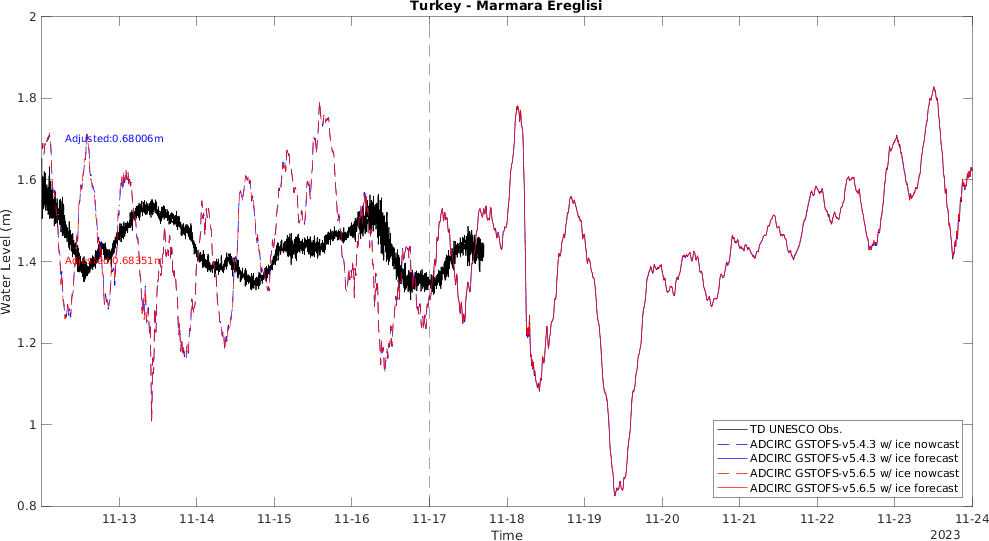 Turkey - Marmara Ereglisi
2
1.8
1.6
1.4
1.2
1
0.8
Water Level (m)
Adjusted:0.68006m
Adjusted:0.68351m
TD UNESCO Obs.
ADCIRC GSTOFS-v5.4.3 w/ ice nowcast
ADCIRC GSTOFS-v5.4.3 w/ ice forecast
ADCIRC GSTOFS-v5.6.5 w/ ice nowcast
ADCIRC GSTOFS-v5.6.5 w/ ice forecast
11-13 11-14 11-15 11-16 11-17 11-18 11-19 11-20 11-21 11-22 11-23 11-24
Time
2023